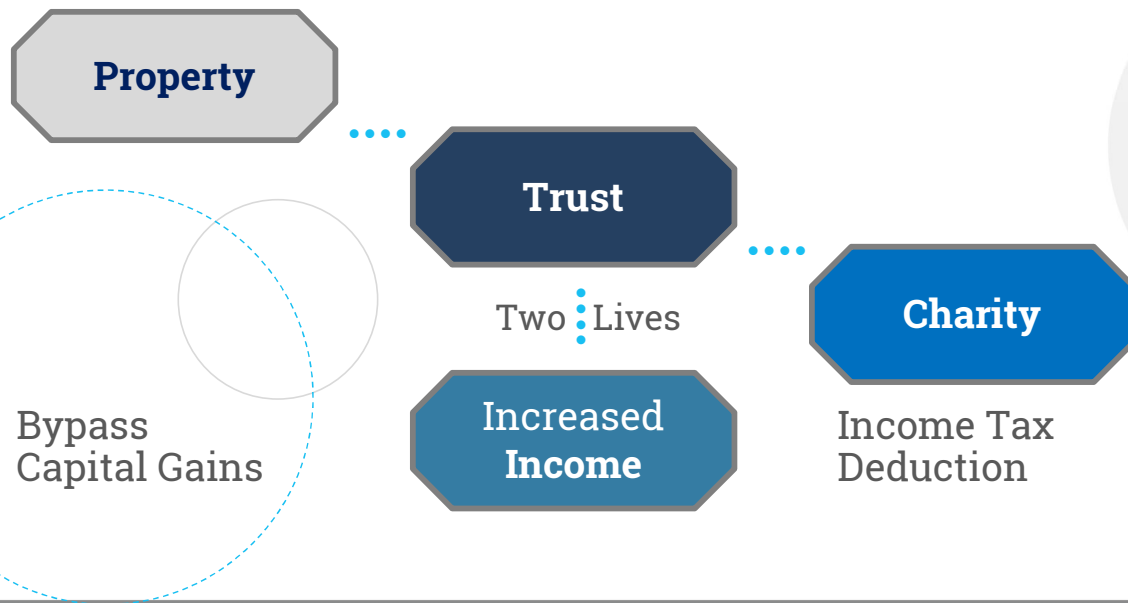 Property
Trust
Two Lives
Charity
Increased
Income
Bypass
Capital Gains
Income Tax
Deduction